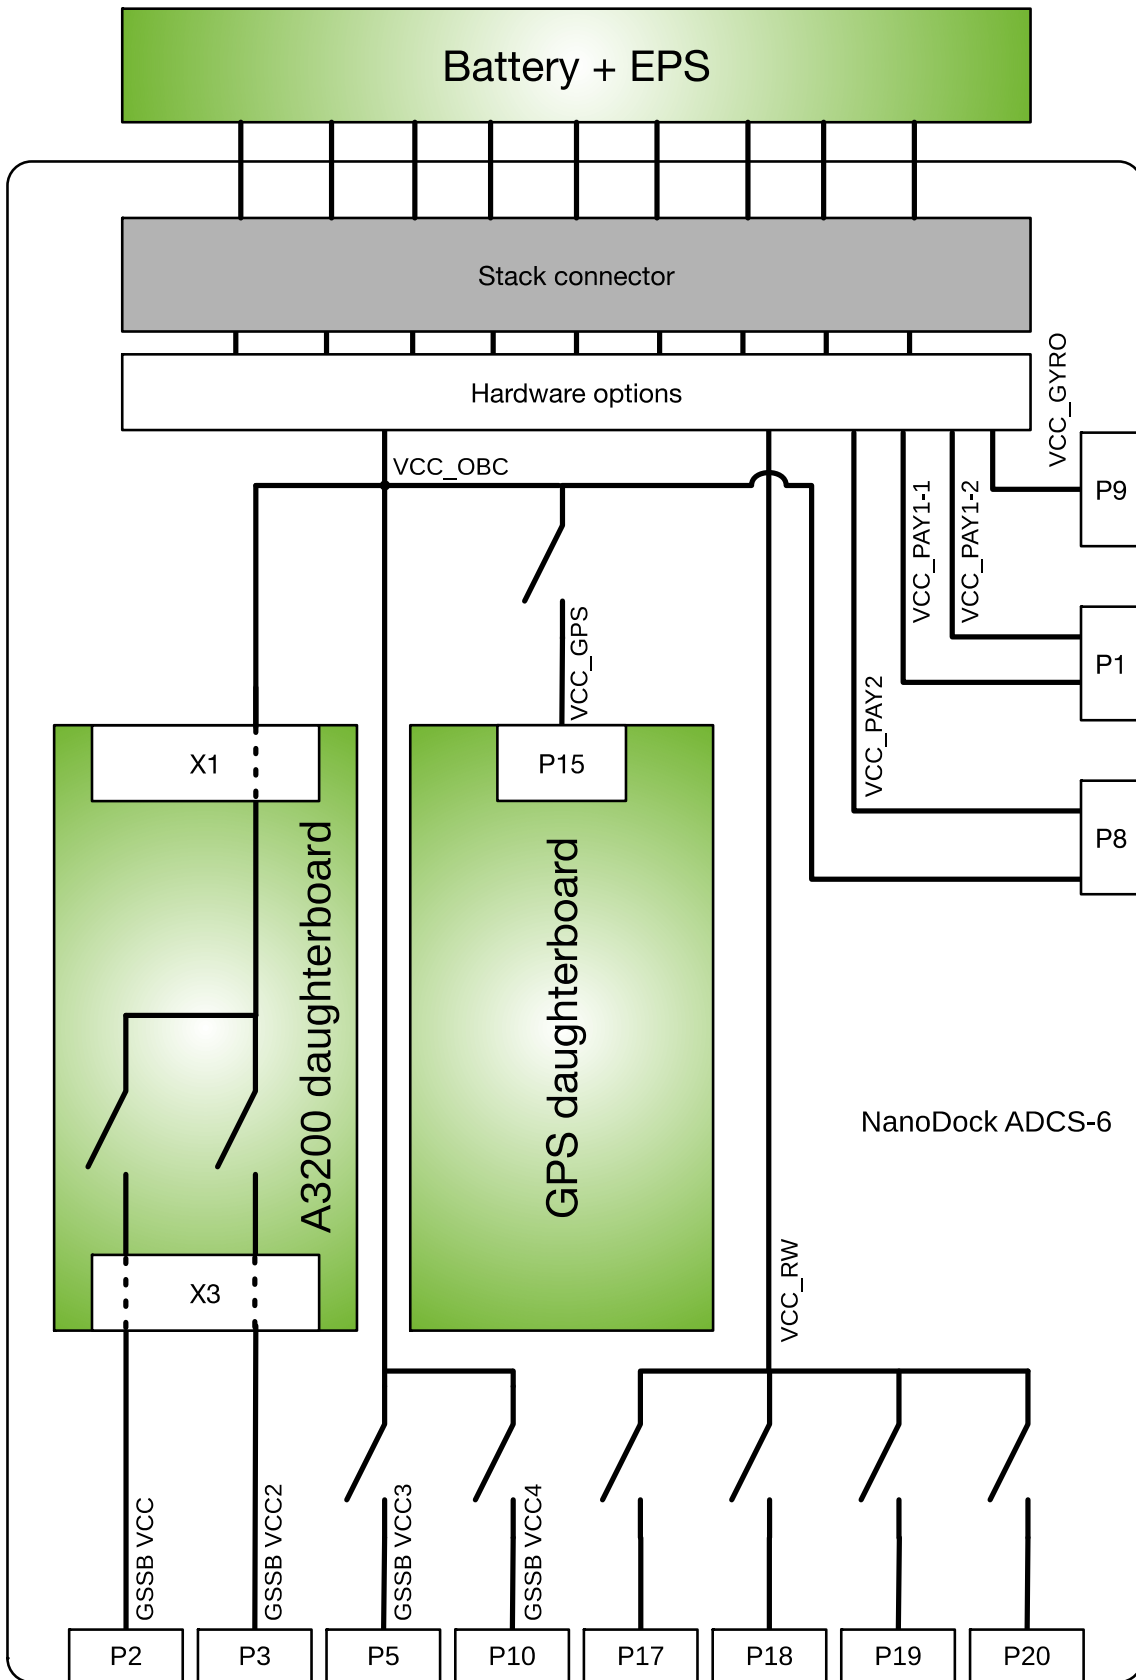 Battery + EPS
Stack connector
Hardware options
VCC_GYRO
VCC_OBC
P9
VCC_PAY1-1
VCC_PAY1-2
VCC_GPS
P1
VCC_PAY2
X1
P15
P8
A3200 daughterboard
GPS daughterboard
NanoDock ADCS-6
VCC_RW
X3
GSSB VCC
GSSB VCC2
GSSB VCC3
GSSB VCC4
P2
P3
P5
P10
P17
P18
P19
P20